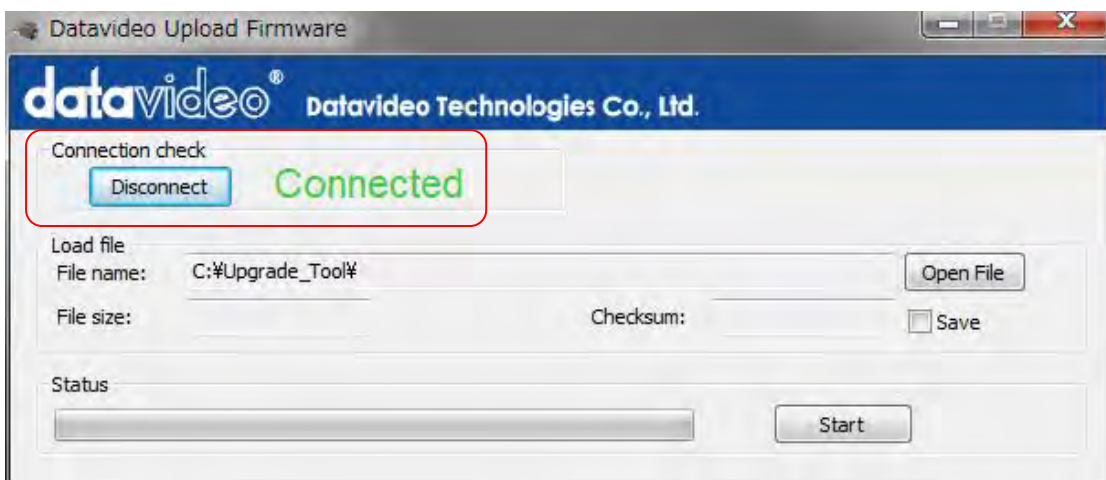 Datavideo Upload Firmware
datavideo® Datavideo Technologies Co., Ltd.
Connection check
Disconnect Connected
Load file
File name: C:¥Upgrade_Tool¥ Open File
File size: Checksum: Save
Status
Start